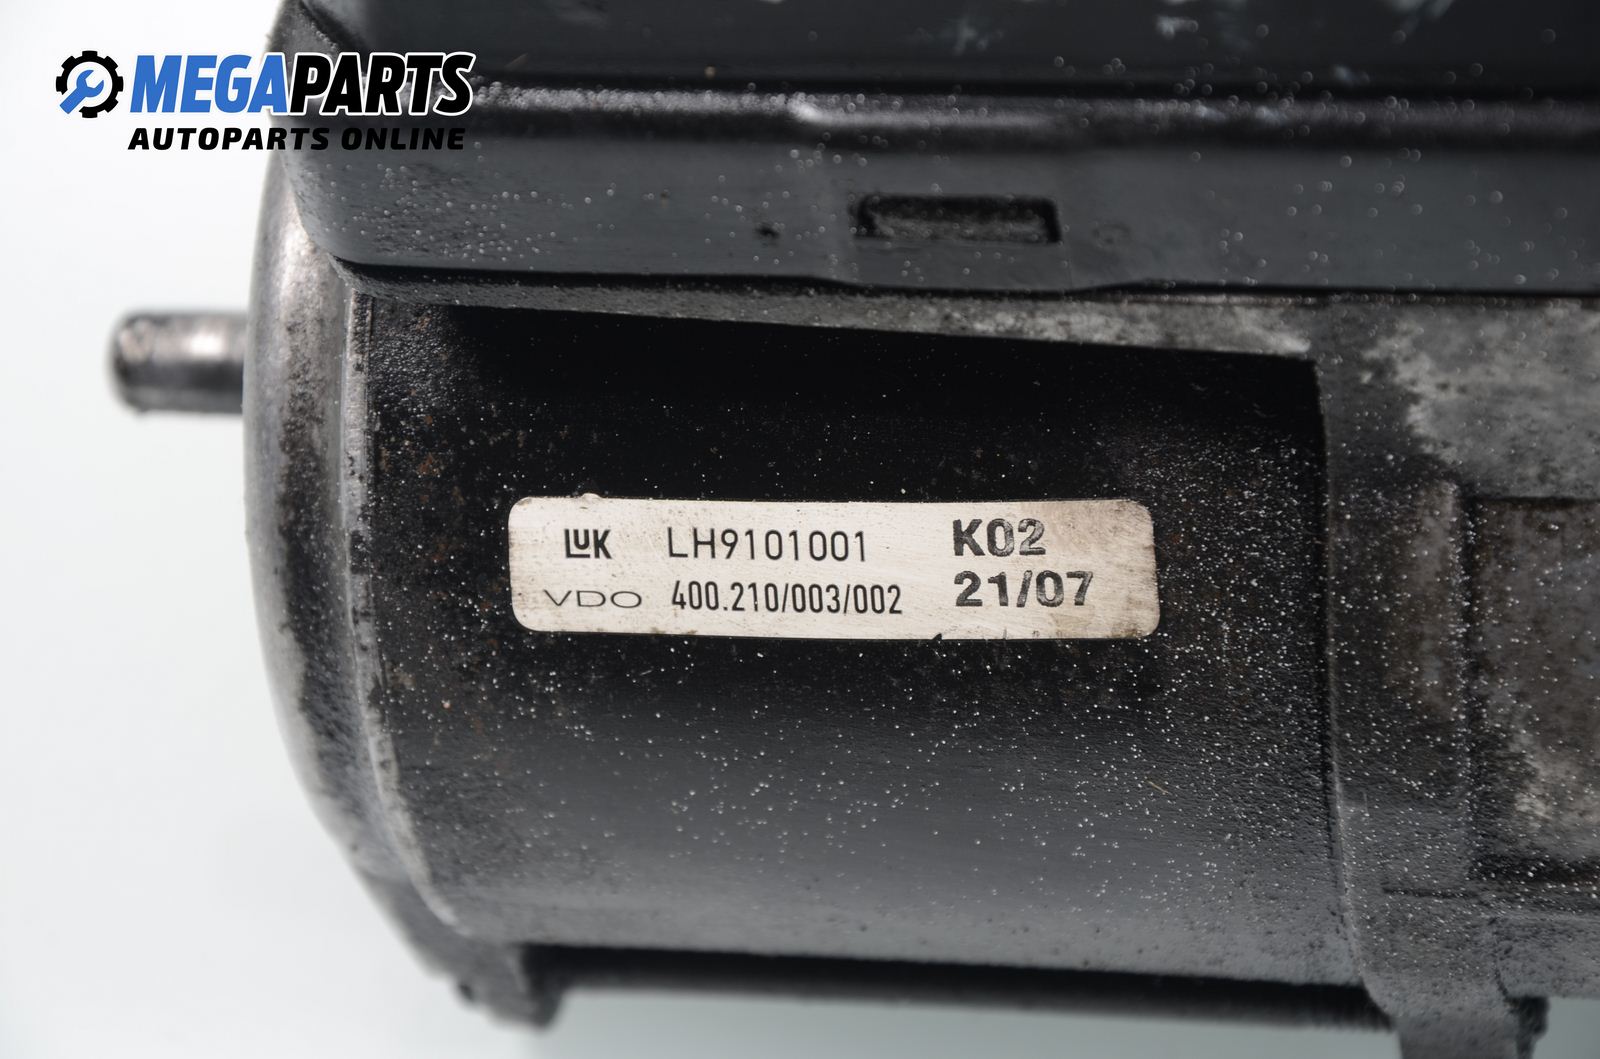 MEGAPARTS
AUTOPARTS ONLINE
LUK LH9101001 K02
VDO 400.210/003/002 21/07